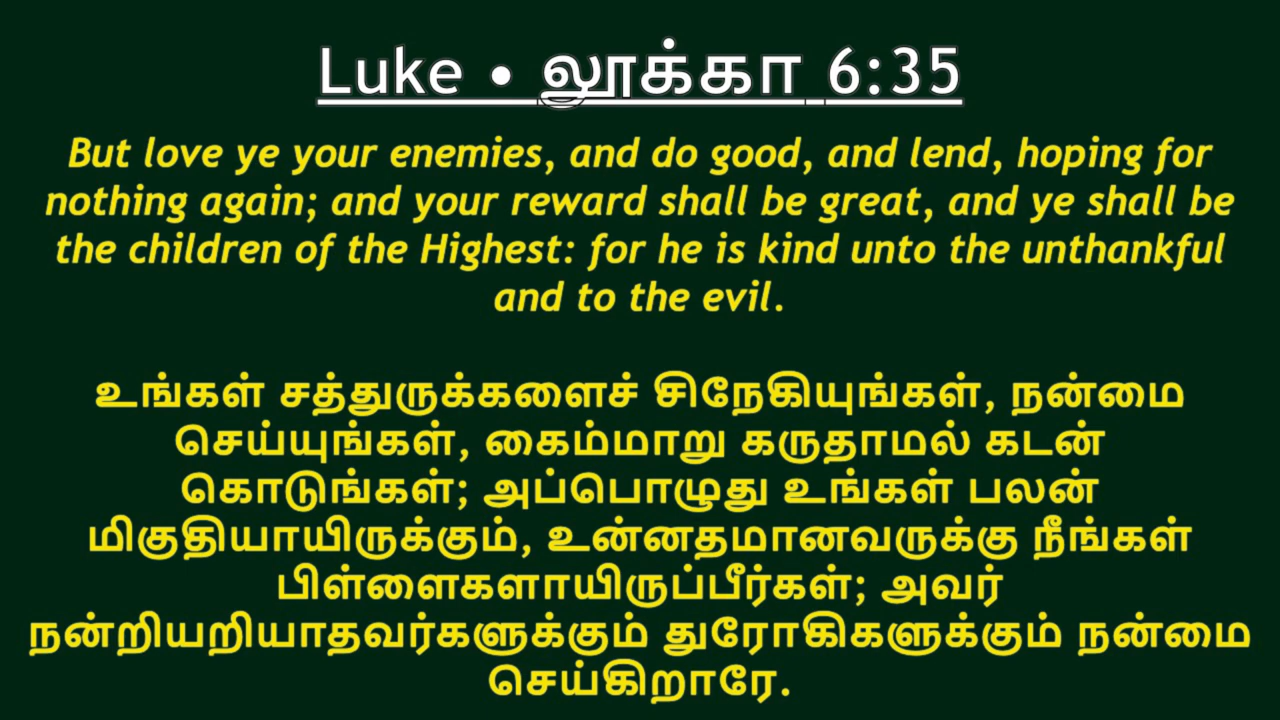 Luke • லூக்கா 6:35
But love ye your enemies, and do good, and lend, hoping for
nothing again; and your reward shall be great, and ye shall be
the children of the Highest: for he is kind unto the unthankful
and to the evil.
உங்கள் சத்துருக்களைச் சிநேகியுங்கள், நன்மை
செய்யுங்கள், கைம்மாறு கருதாமல் கடன்
கொடுங்கள்; அப்பொழுது உங்கள் பலன்
மிகுதியாயிருக்கும், உன்னதமானவருக்கு நீங்கள்
பிள்ளைகளாயிருப்பீர்கள்; அவர்
நன்றியறியாதவர்களுக்கும் துரோகிகளுக்கும் நன்மை
செய்கிறாரே.